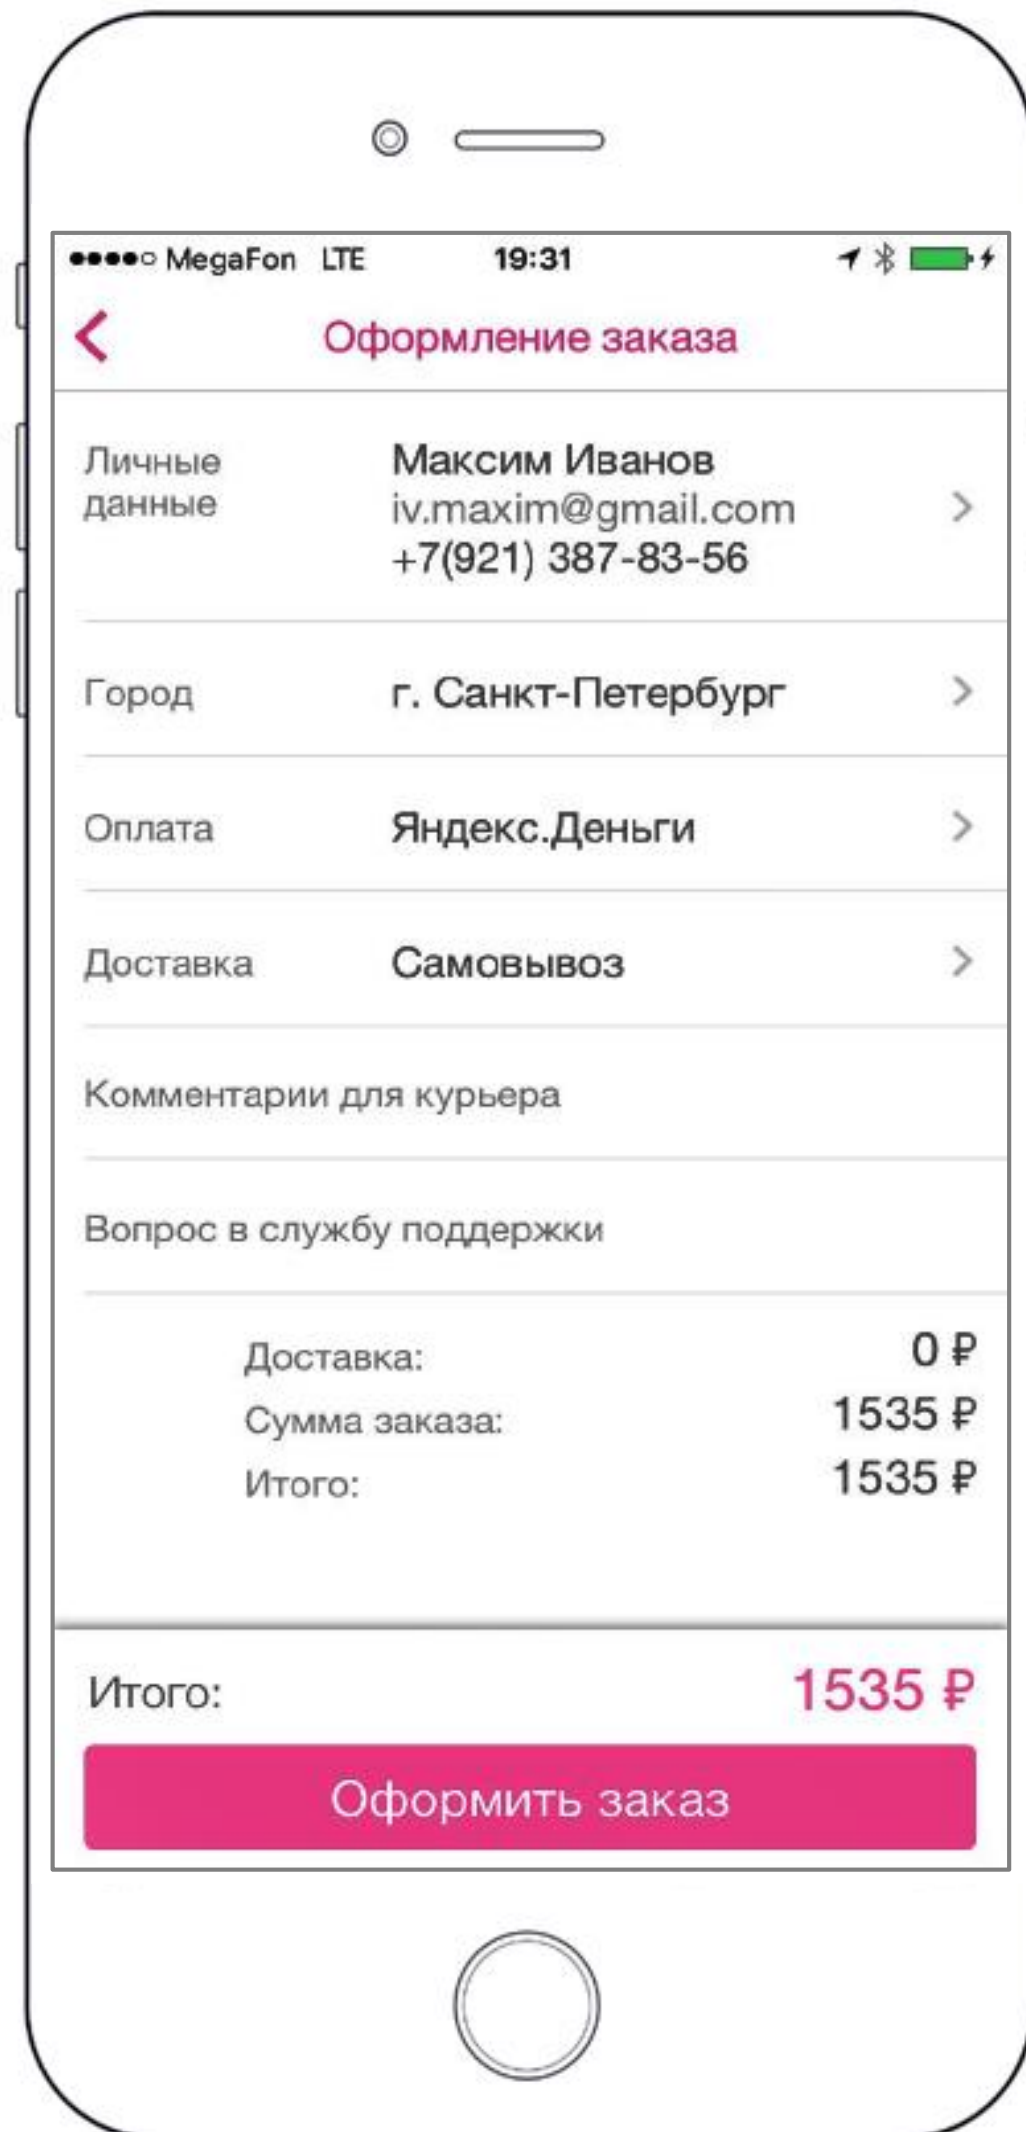 MegaFon LTE 19:31
Оформление заказа
Личные данные
Максим Иванов
iv.maxim@gmail.com
+7(921) 387-83-56
Город г. Санкт-Петербург
Оплата Яндекс.Деньги
Доставка Самовывоз
Комментарии для курьера
Вопрос в службу поддержки
Доставка: 0 ₽
Сумма заказа: 1535 ₽
Итого: 1535 ₽
Итого: 1535 ₽
Оформить заказ